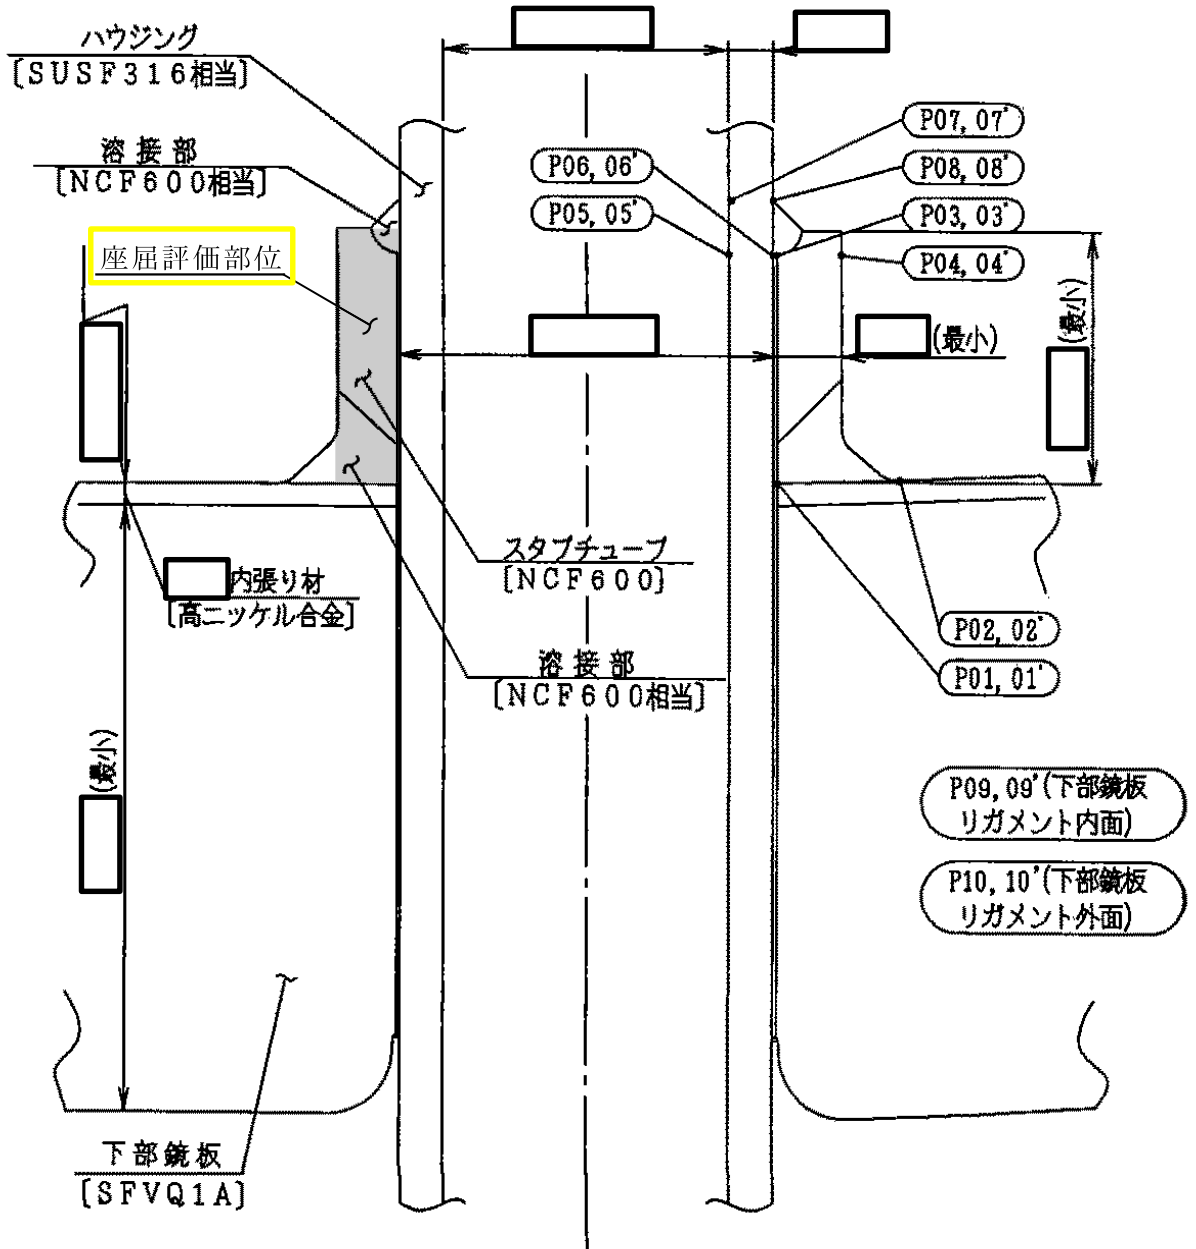 ハウジング
[SUSF316相当]
溶接部
[NCF600相当]
座屈評価部位
P06, 06'
P05, 05'
P07, 07'
P08, 08'
P03, 03'
P04, 04'
(最小)
(最小)
スタブチューブ
[NCF600]
内張り材
[高ニッケル合金]
溶接部
[NCF600相当]
P02, 02'
P01, 01'
(最小)
P09, 09'(下部鏡板
リガメント内面)
P10, 10'(下部鏡板
リガメント外面)
下部鏡板
[SFVQ1A]